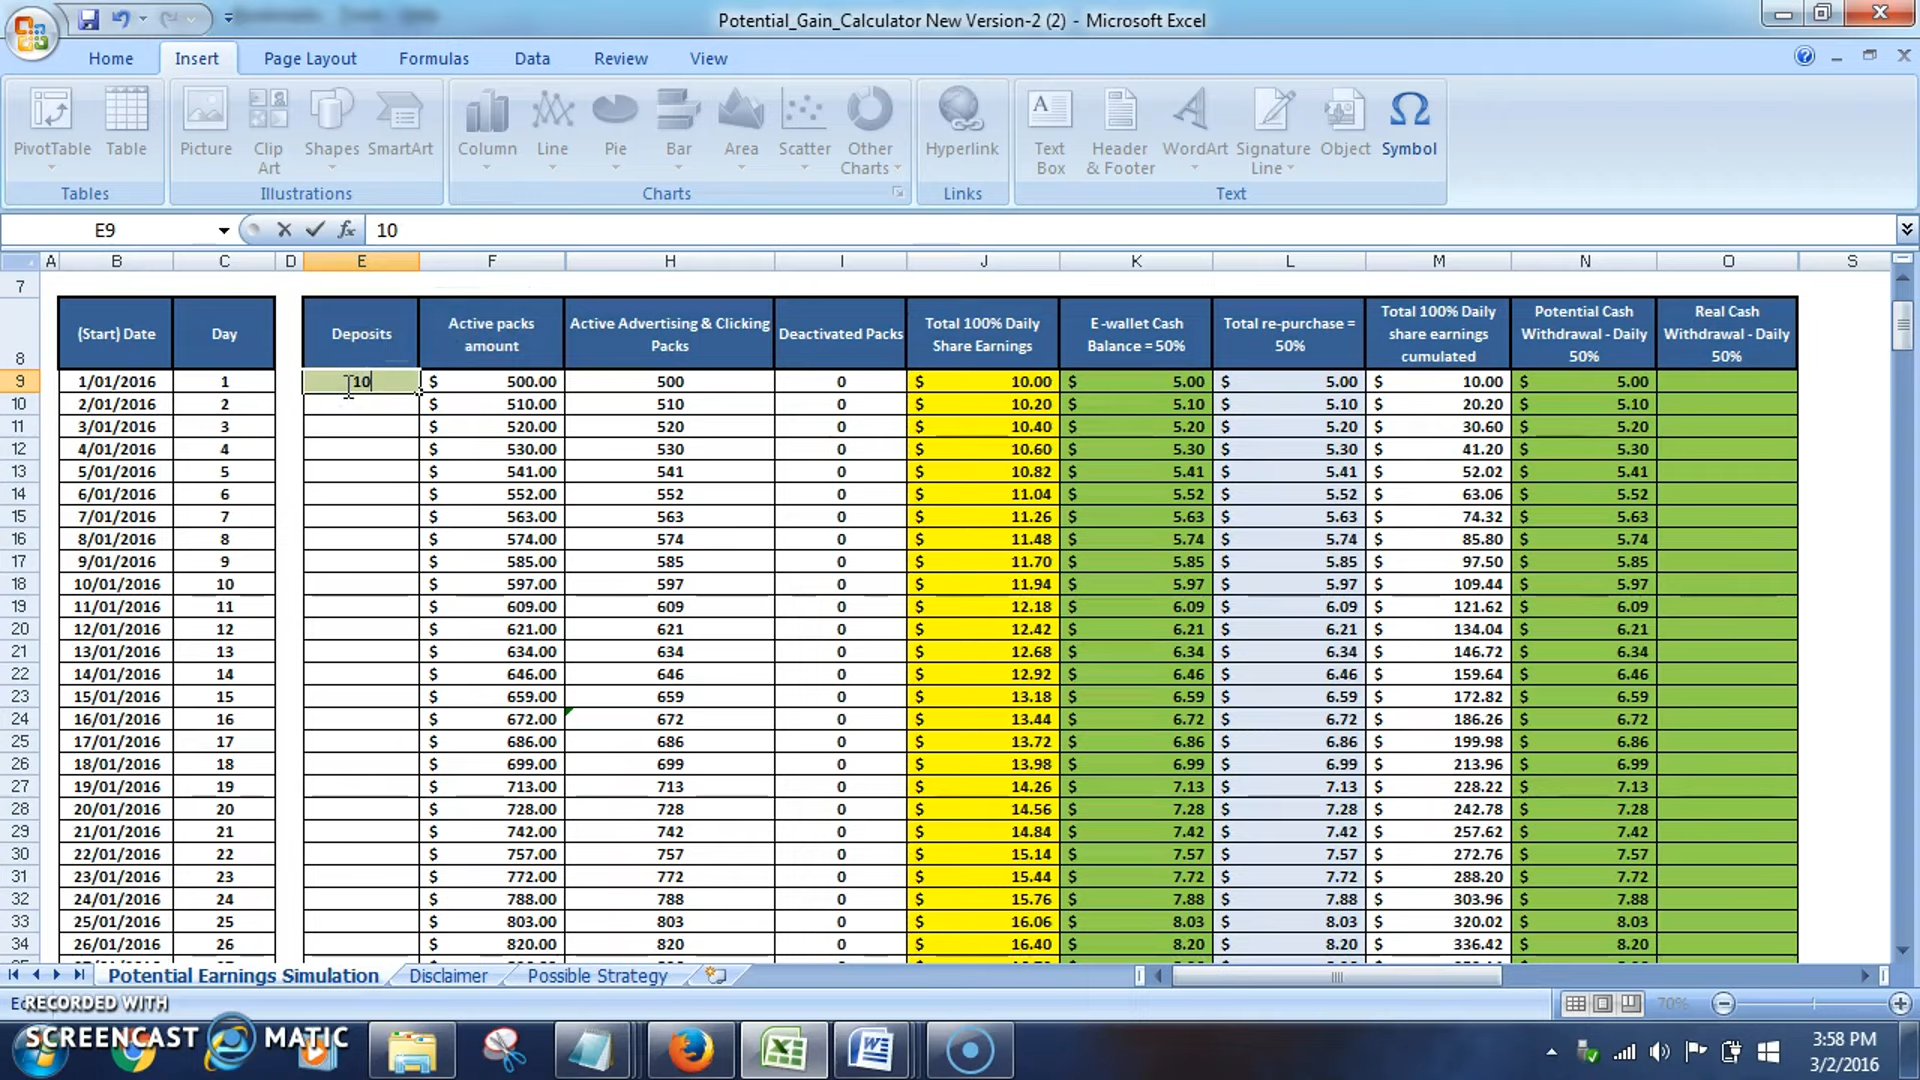 Potential_Gain_Calculator New Version-2 (2) - Microsoft Excel
Home Insert Page Layout Formulas Data Review View
PivotTable Table Picture Clip Art Shapes SmartArt Column Line Pie Bar Area Scatter Other Charts Hyperlink Text Box Header & Footer WordArt Signature Line Object Symbol
Tables Illustrations Charts Links Text
E9 fx 10
A B C D E F H I J K L M N O S
7
8 (Start) Date Day Deposits Active packs amount Active Advertising & Clicking Packs Deactivated Packs Total 100% Daily Share Earnings E -wallet Cash Balance = 50% Total re-purchase = 50% Total 100% Daily share earnings cumulated Potential Cash Withdrawal - Daily 50% Real Cash Withdrawal - Daily 50%
9 1/01/2016 1 10 $ 500.00 500 0 $ 10.00 $ 5.00 $ 5.00 $ 10.00 $ 5.00
10 2/01/2016 2 $ 510.00 510 0 $ 10.20 $ 5.10 $ 5.10 $ 20.20 $ 5.10
11 3/01/2016 3 $ 520.00 520 0 $ 10.40 $ 5.20 $ 5.20 $ 30.60 $ 5.20
12 4/01/2016 4 $ 530.00 530 0 $ 10.60 $ 5.30 $ 5.30 $ 41.20 $ 5.30
13 5/01/2016 5 $ 541.00 541 0 $ 10.82 $ 5.41 $ 5.41 $ 52.02 $ 5.41
14 6/01/2016 6 $ 552.00 552 0 $ 11.04 $ 5.52 $ 5.52 $ 63.06 $ 5.52
15 7/01/2016 7 $ 563.00 563 0 $ 11.26 $ 5.63 $ 5.63 $ 74.32 $ 5.63
16 8/01/2016 8 $ 574.00 574 0 $ 11.48 $ 5.74 $ 5.74 $ 85.80 $ 5.74
17 9/01/2016 9 $ 585.00 585 0 $ 11.70 $ 5.85 $ 5.85 $ 97.50 $ 5.85
18 10/01/2016 10 $ 597.00 597 0 $ 11.94 $ 5.97 $ 5.97 $ 109.44 $ 5.97
19 11/01/2016 11 $ 609.00 609 0 $ 12.18 $ 6.09 $ 6.09 $ 121.62 $ 6.09
20 12/01/2016 12 $ 621.00 621 0 $ 12.42 $ 6.21 $ 6.21 $ 134.04 $ 6.21
21 13/01/2016 13 $ 634.00 634 0 $ 12.68 $ 6.34 $ 6.34 $ 146.72 $ 6.34
22 14/01/2016 14 $ 646.00 646 0 $ 12.92 $ 6.46 $ 6.46 $ 159.64 $ 6.46
23 15/01/2016 15 $ 659.00 659 0 $ 13.18 $ 6.59 $ 6.59 $ 172.82 $ 6.59
24 16/01/2016 16 $ 672.00 672 0 $ 13.44 $ 6.72 $ 6.72 $ 186.26 $ 6.72
25 17/01/2016 17 $ 686.00 686 0 $ 13.72 $ 6.86 $ 6.86 $ 199.98 $ 6.86
26 18/01/2016 18 $ 699.00 699 0 $ 13.98 $ 6.99 $ 6.99 $ 213.96 $ 6.99
27 19/01/2016 19 $ 713.00 713 0 $ 14.26 $ 7.13 $ 7.13 $ 228.22 $ 7.13
28 20/01/2016 20 $ 728.00 728 0 $ 14.56 $ 7.28 $ 7.28 $ 242.78 $ 7.28
29 21/01/2016 21 $ 742.00 742 0 $ 14.84 $ 7.42 $ 7.42 $ 257.62 $ 7.42
30 22/01/2016 22 $ 757.00 757 0 $ 15.14 $ 7.57 $ 7.57 $ 272.76 $ 7.57
31 23/01/2016 23 $ 772.00 772 0 $ 15.44 $ 7.72 $ 7.72 $ 288.20 $ 7.72
32 24/01/2016 24 $ 788.00 788 0 $ 15.76 $ 7.88 $ 7.88 $ 303.96 $ 7.88
33 25/01/2016 25 $ 803.00 803 0 $ 16.06 $ 8.03 $ 8.03 $ 320.02 $ 8.03
34 26/01/2016 26 $ 820.00 820 0 $ 16.40 $ 8.20 $ 8.20 $ 336.42 $ 8.20
Potential Earnings Simulation Disclaimer Possible Strategy
RECORDED WITH 70%
SCREENCAST MATIC
3:58 PM
3/2/2016